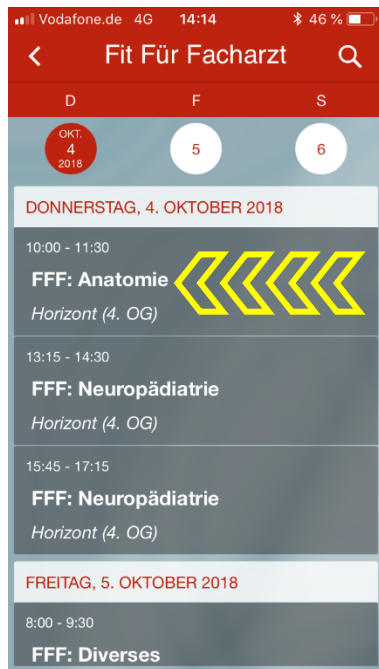 Vodafone.de 4G 14:14 46 %
Fit Für Facharzt
D F S
OKT.
4 5 6
2018
DONNERSTAG, 4. OKTOBER 2018
10:00 - 11:30
FFF: Anatomie
Horizont (4. OG)
13:15 - 14:30
FFF: Neuropädiatrie
Horizont (4. OG)
15:45 - 17:15
FFF: Neuropädiatrie
Horizont (4. OG)
FREITAG, 5. OKTOBER 2018
8:00 - 9:30
FFF: Diverses